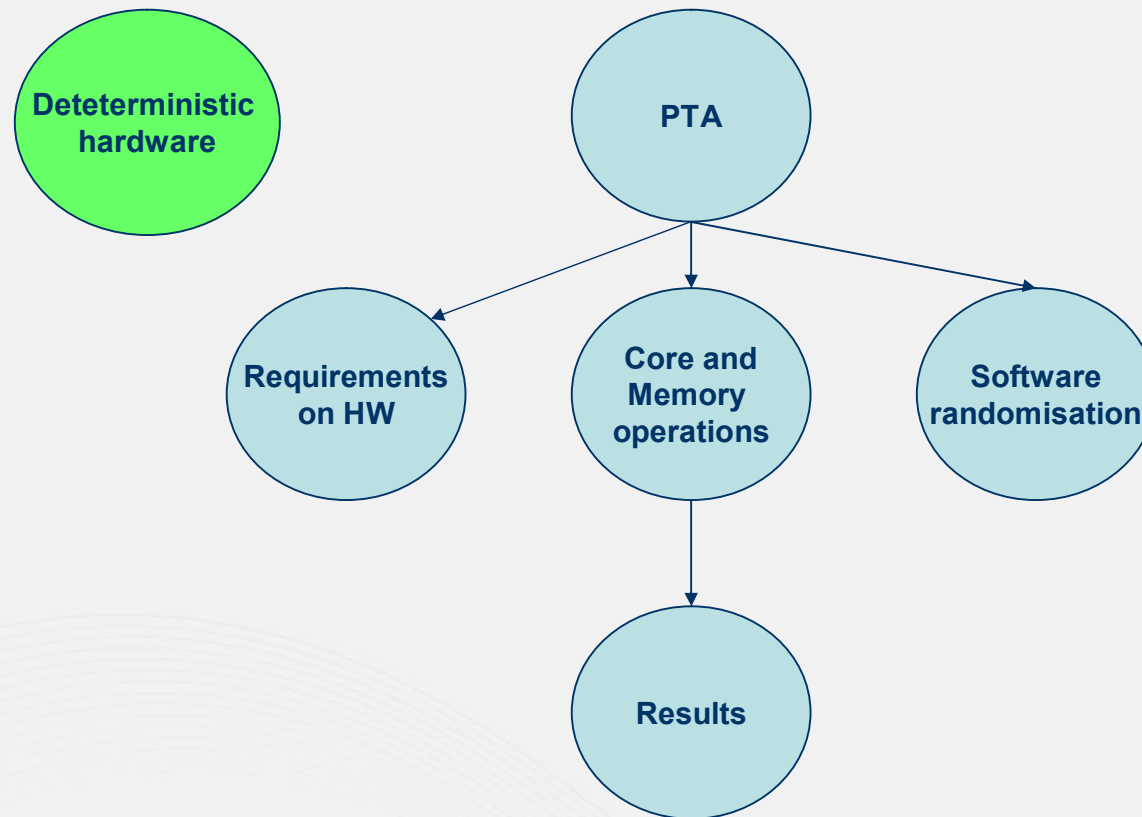 Deteterministic
hardware
PTA
Requirements
on HW
Core and
Memory
operations
Software
randomisation
Results